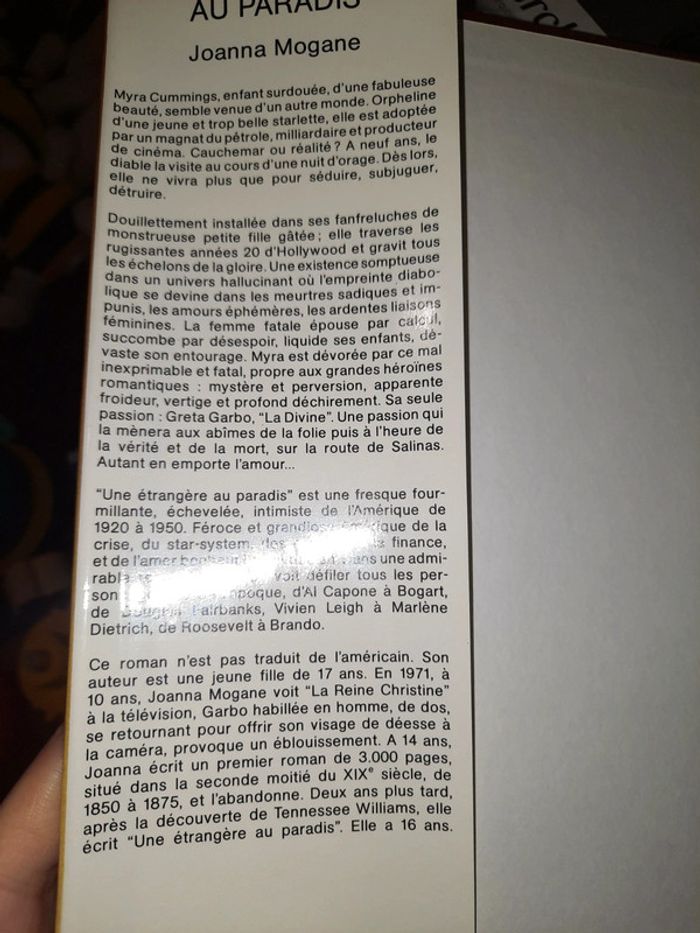 AU PARADIS
Joanna Mogane
Myra Cummings, enfant surdouée, d'une fabuleuse
beauté, semble venue d'un autre monde. Orpheline
d'une jeune et trop belle starlette, elle est adoptée
par un magnat du pétrole, milliardaire et producteur
de cinéma. Cauchemar ou réalité ? A neuf ans, le
diable la visite au cours d'une nuit d'orage. Dès lors,
elle ne vivra plus que pour séduire, subjuguer,
détruire.
Douillettement installée dans ses fanfreluches de
monstrueuse petite fille gâtée ; elle traverse les
rugissantes années 20 d'Hollywood et gravit tous
les échelons de la gloire. Une existence somptueuse
dans un univers hallucinant où l'empreinte diabo-
lique se devine dans les meurtres sadiques et im-
punis, les amours éphémères, les ardentes liaisons
féminines. La femme fatale épouse par calcul,
succombe par désespoir, liquide ses enfants, dé-
vaste son entourage. Myra est dévorée par ce mal
inexprimable et fatal, propre aux grandes héroïnes
romantiques : mystère et perversion, apparente
froideur, vertige et profond déchirement. Sa seule
passion : Greta Garbo, "La Divine". Une passion qui
la mènera aux abîmes de la folie puis à l'heure de
la vérité et de la mort, sur la route de Salinas.
Autant en emporte l'amour...
"Une étrangère au paradis" est une fresque four-
millante, échevelée, intimiste de l'Amérique de
1920 à 1950. Féroce et de la
crise, du star-system, finance,
et de l'amer une admi-
défiler tous les per-
époque, d'Al Capone à Bogart,
de Fairbanks, Vivien Leigh à Marlène
Dietrich, de Roosevelt à Brando.
Ce roman n'est pas traduit de l'américain. Son
auteur est une jeune fille de 17 ans. En 1971, à
10 ans, Joanna Mogane voit "La Reine Christine"
à la télévision, Garbo habillée en homme, de dos,
se retournant pour offrir son visage de déesse à
la caméra, provoque un éblouissement. A 14 ans,
Joanna écrit un premier roman de 3.000 pages,
situé dans la seconde moitié du XIXe siècle, de
1850 à 1875, et l'abandonne. Deux ans plus tard,
après la découverte de Tennessee Williams, elle
écrit "Une étrangère au paradis". Elle a 16 ans.